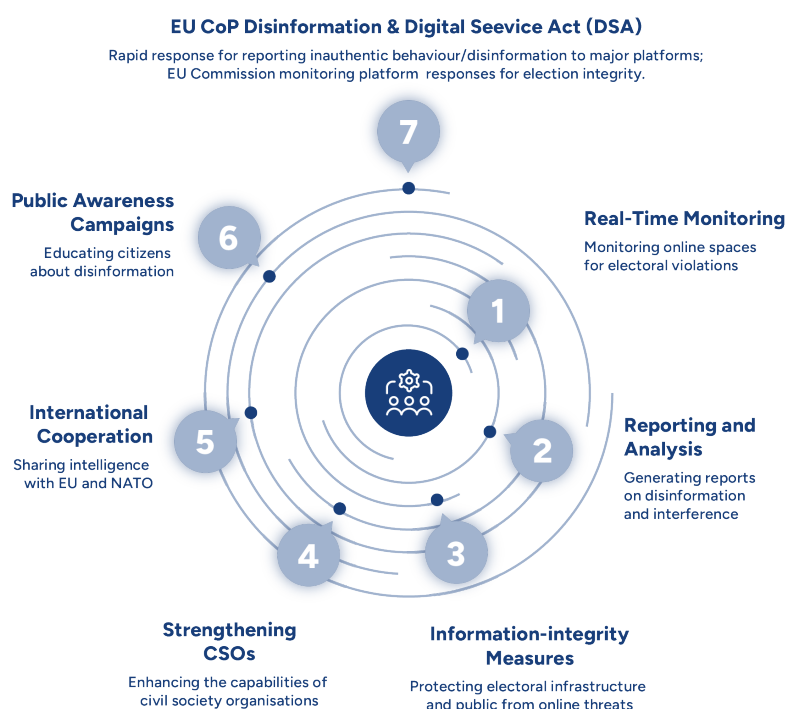 EU CoP Disinformation & Digital Seevice Act (DSA)
Rapid response for reporting inauthentic behaviour/disinformation to major platforms;
EU Commission monitoring platform responses for election integrity.
7
Public Awareness
Campaigns
Educating citizens
about disinformation
6
Real-Time Monitoring
Monitoring online spaces
for electoral violations
1
International
Cooperation
Sharing intelligence
with EU and NATO
5
Reporting and
Analysis
Generating reports
on disinformation
and interference
2
4
3
Strengthening
CSOs
Enhancing the capabilities of
civil society organisations
Information-integrity
Measures
Protecting electoral infrastructure
and public from online threats